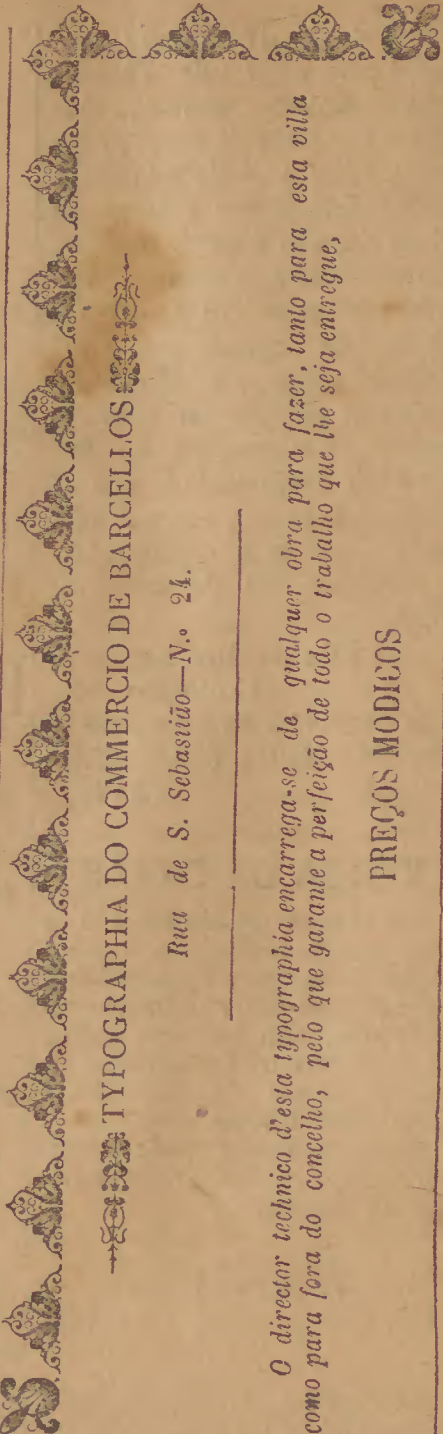 TYPOGRAPHIA DO COMMERCIO DE BARCELLOS
Rua de S. Sebastião—N.º 24.
O director technico d'esta typographia encarrega-se de qualquer obra para fazer, tanto para esta villa
como para fora do concelho, pelo que garante a perfeição de todo o trabalho que lhe seja entregue,
PREÇOS MODICOS